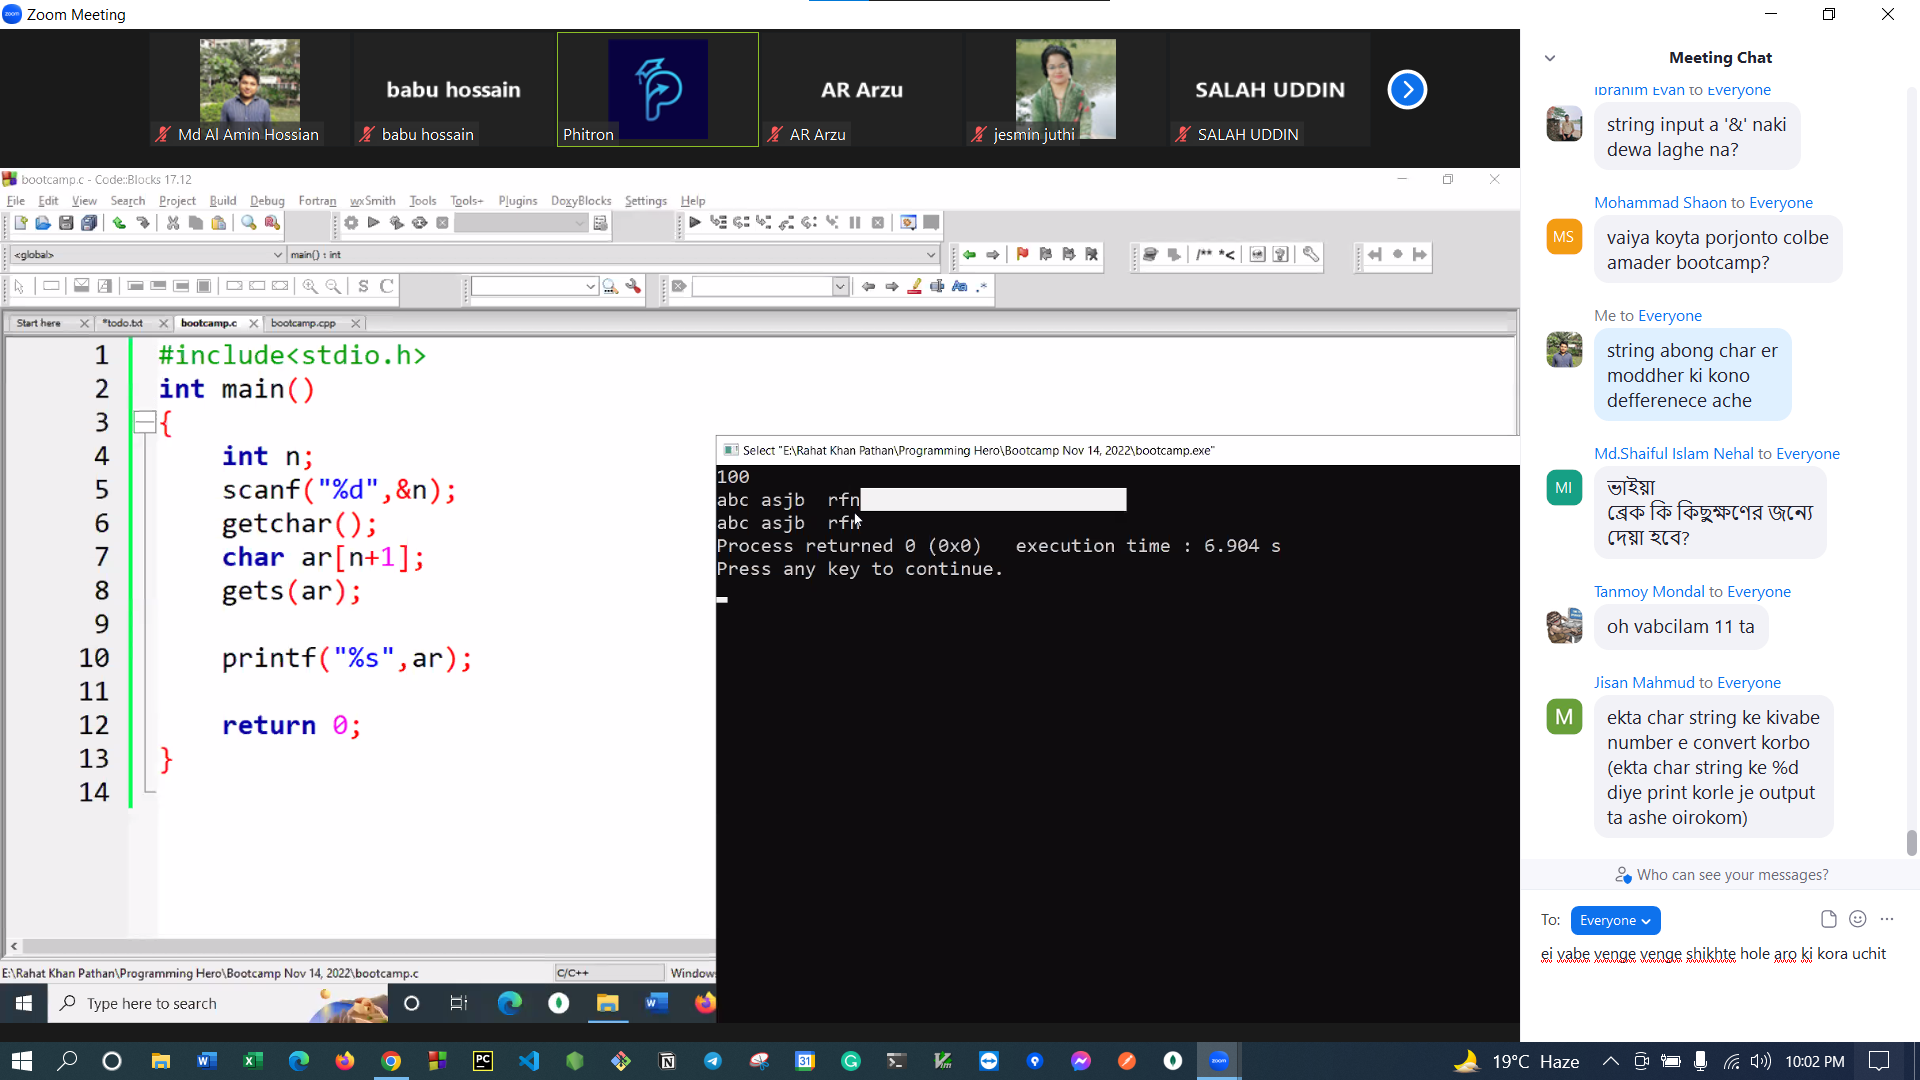 Zoom Meeting
Md Al Amin Hossian
babu hossain
babu hossain
Phitron
AR Arzu
AR Arzu
jesmin juthi
SALAH UDDIN
SALAH UDDIN
bootcamp.c - Code::Blocks 17.12
File Edit View Search Project Build Debug Fortran wxSmith Tools Tools+ Plugins DoxyBlocks Settings Help
<global> main() : int
Start here *todo.txt bootcamp.c bootcamp.cpp
1 #include<stdio.h>
2 int main()
3 {
4 int n;
5 scanf("%d",&n);
6 getchar();
7 char ar[n+1];
8 gets(ar);
9
10 printf("%s",ar);
11
12 return 0;
13 }
14
Select "E:\Rahat Khan Pathan\Programming Hero\Bootcamp Nov 14, 2022\bootcamp.exe"
100
abc asjb  rfn
abc asjb  rfn
Process returned 0 (0x0)   execution time : 6.904 s
Press any key to continue.
E:\Rahat Khan Pathan\Programming Hero\Bootcamp Nov 14, 2022\bootcamp.c C/C++ Windows
Type here to search
Meeting Chat
Ibrahim Evan to Everyone
string input a '&' naki
dewa laghe na?
Mohammad Shaon to Everyone
MS
vaiya koyta porjonto colbe
amader bootcamp?
Me to Everyone
string abong char er
moddher ki kono
defferenece ache
Md.Shaiful Islam Nehal to Everyone
MI
ভাইয়া
ব্রেক কি কিছুক্ষণের জন্যে
দেয়া হবে?
Tanmoy Mondal to Everyone
oh vabcilam 11 ta
Jisan Mahmud to Everyone
M
ekta char string ke kivabe
number e convert korbo
(ekta char string ke %d
diye print korle je output
ta ashe oirokom)
Who can see your messages?
To: Everyone
ei vabe venge venge shikhte hole aro ki kora uchit
19°C Haze 10:02 PM